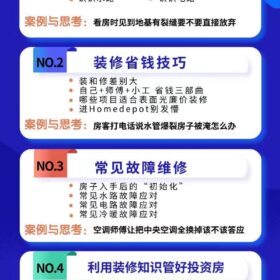 案例与思考：看房时见到地基有裂缝要不要直接放弃
NO.2 装修省钱技巧
装和修差别大
自己+师傅+小工 省钱三部曲
哪些项目适合表面光廉价装修
进Homedepot别发懵
案例与思考：房客打电话说水管爆裂房子被淹怎么办
NO.3 常见故障维修
房子入手后的“初始化”
常见水路故障应对
常见电路故障应对
常见冷暖故障应对
案例与思考：空调师傅让把中央空调全换掉该不该答应
NO.4 利用装修知识管好投资房